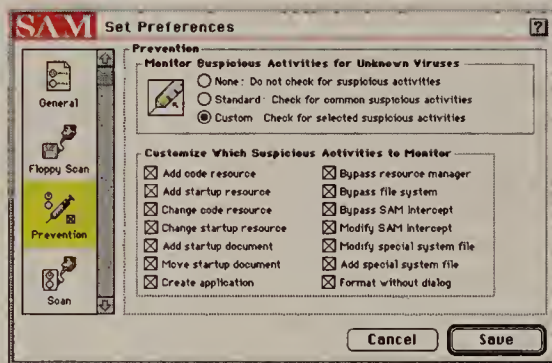 SAM Set Preferences ?
General
Floppy Scan
Prevention
Scan
Prevention
Monitor Suspicious Activities for Unknown Viruses
None: Do not check for suspicious activities
Standard: Check for common suspicious activities
Custom Check for selected suspicious activities
Customize Which Suspicious Activities to Monitor
Add code resource
Add startup resource
Change code resource
Change startup resource
Add startup document
Move startup document
Create application
Bypass resource manager
Bypass file system
Bypass SAM Intercept
Modify SAM Intercept
Modify special system file
Add special system file
Format without dialog
Cancel
Save